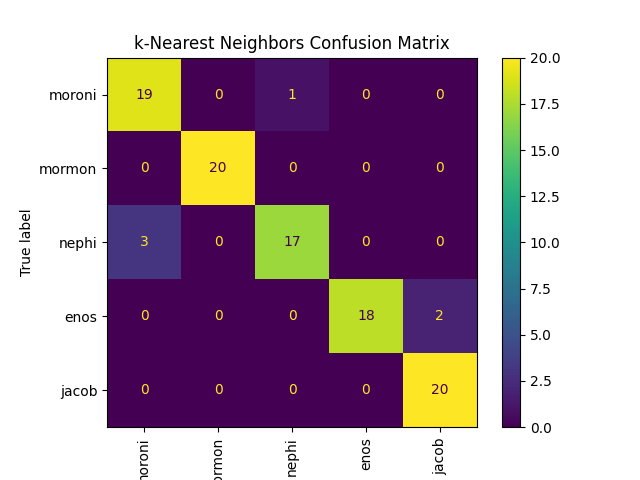 k-Nearest Neighbors Confusion Matrix
True label
moroni 19 0 1 0 0
mormon 0 20 0 0 0
nephi 3 0 17 0 0
enos 0 0 0 18 2
jacob 0 0 0 0 20
nephi enos jacob
20.0
17.5
15.0
12.5
10.0
7.5
5.0
2.5
0.0